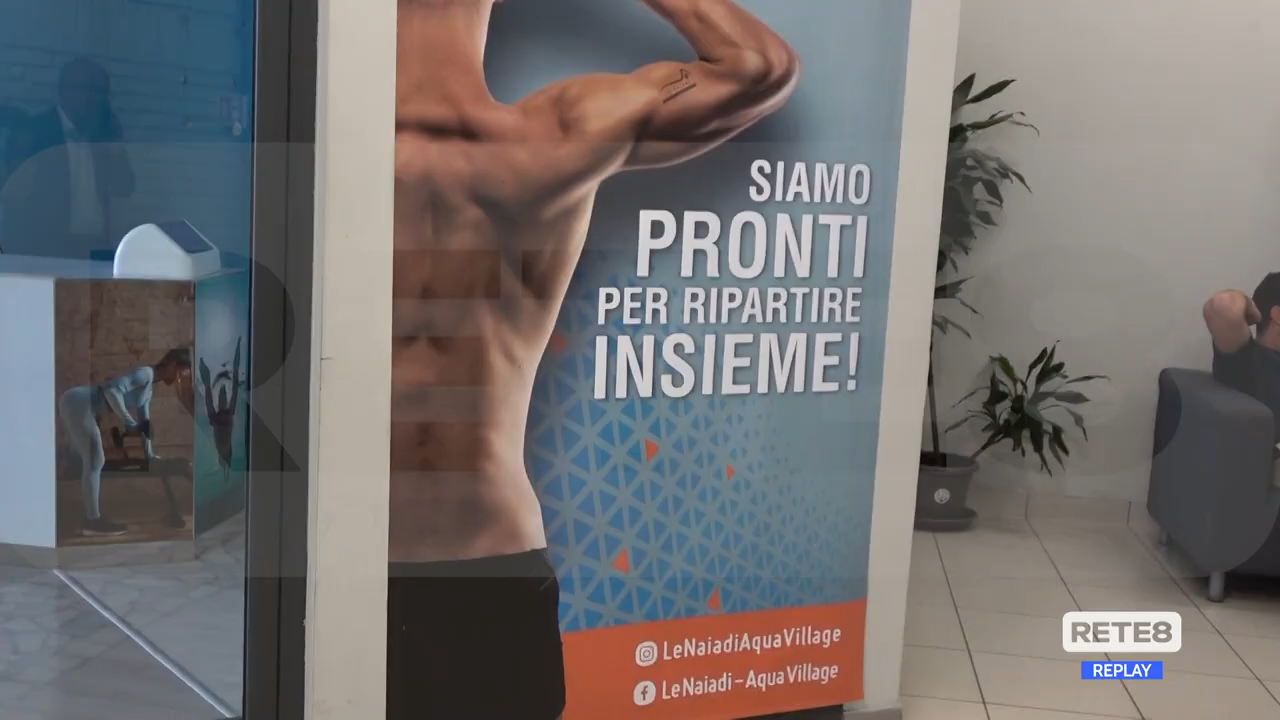 SIAMO
PRONTI
PER RIPARTIRE
INSIEME!
LeNaiadiAquaVillage
LeNaiadi-AquaVillage
RETE8
REPLAY